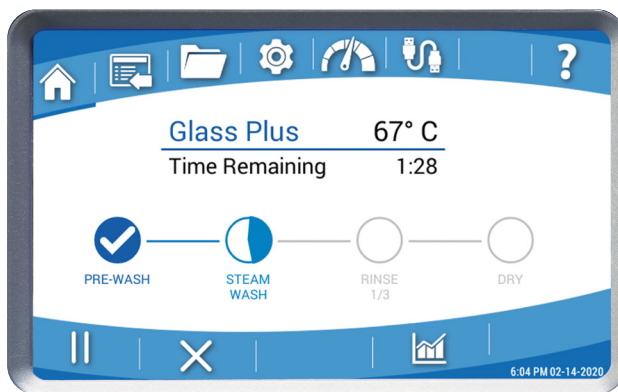 ?
Glass Plus 67° C
Time Remaining 1:28
PRE-WASH
STEAM
WASH
RINSE
1/3
DRY
6:04 PM 02-14-2020